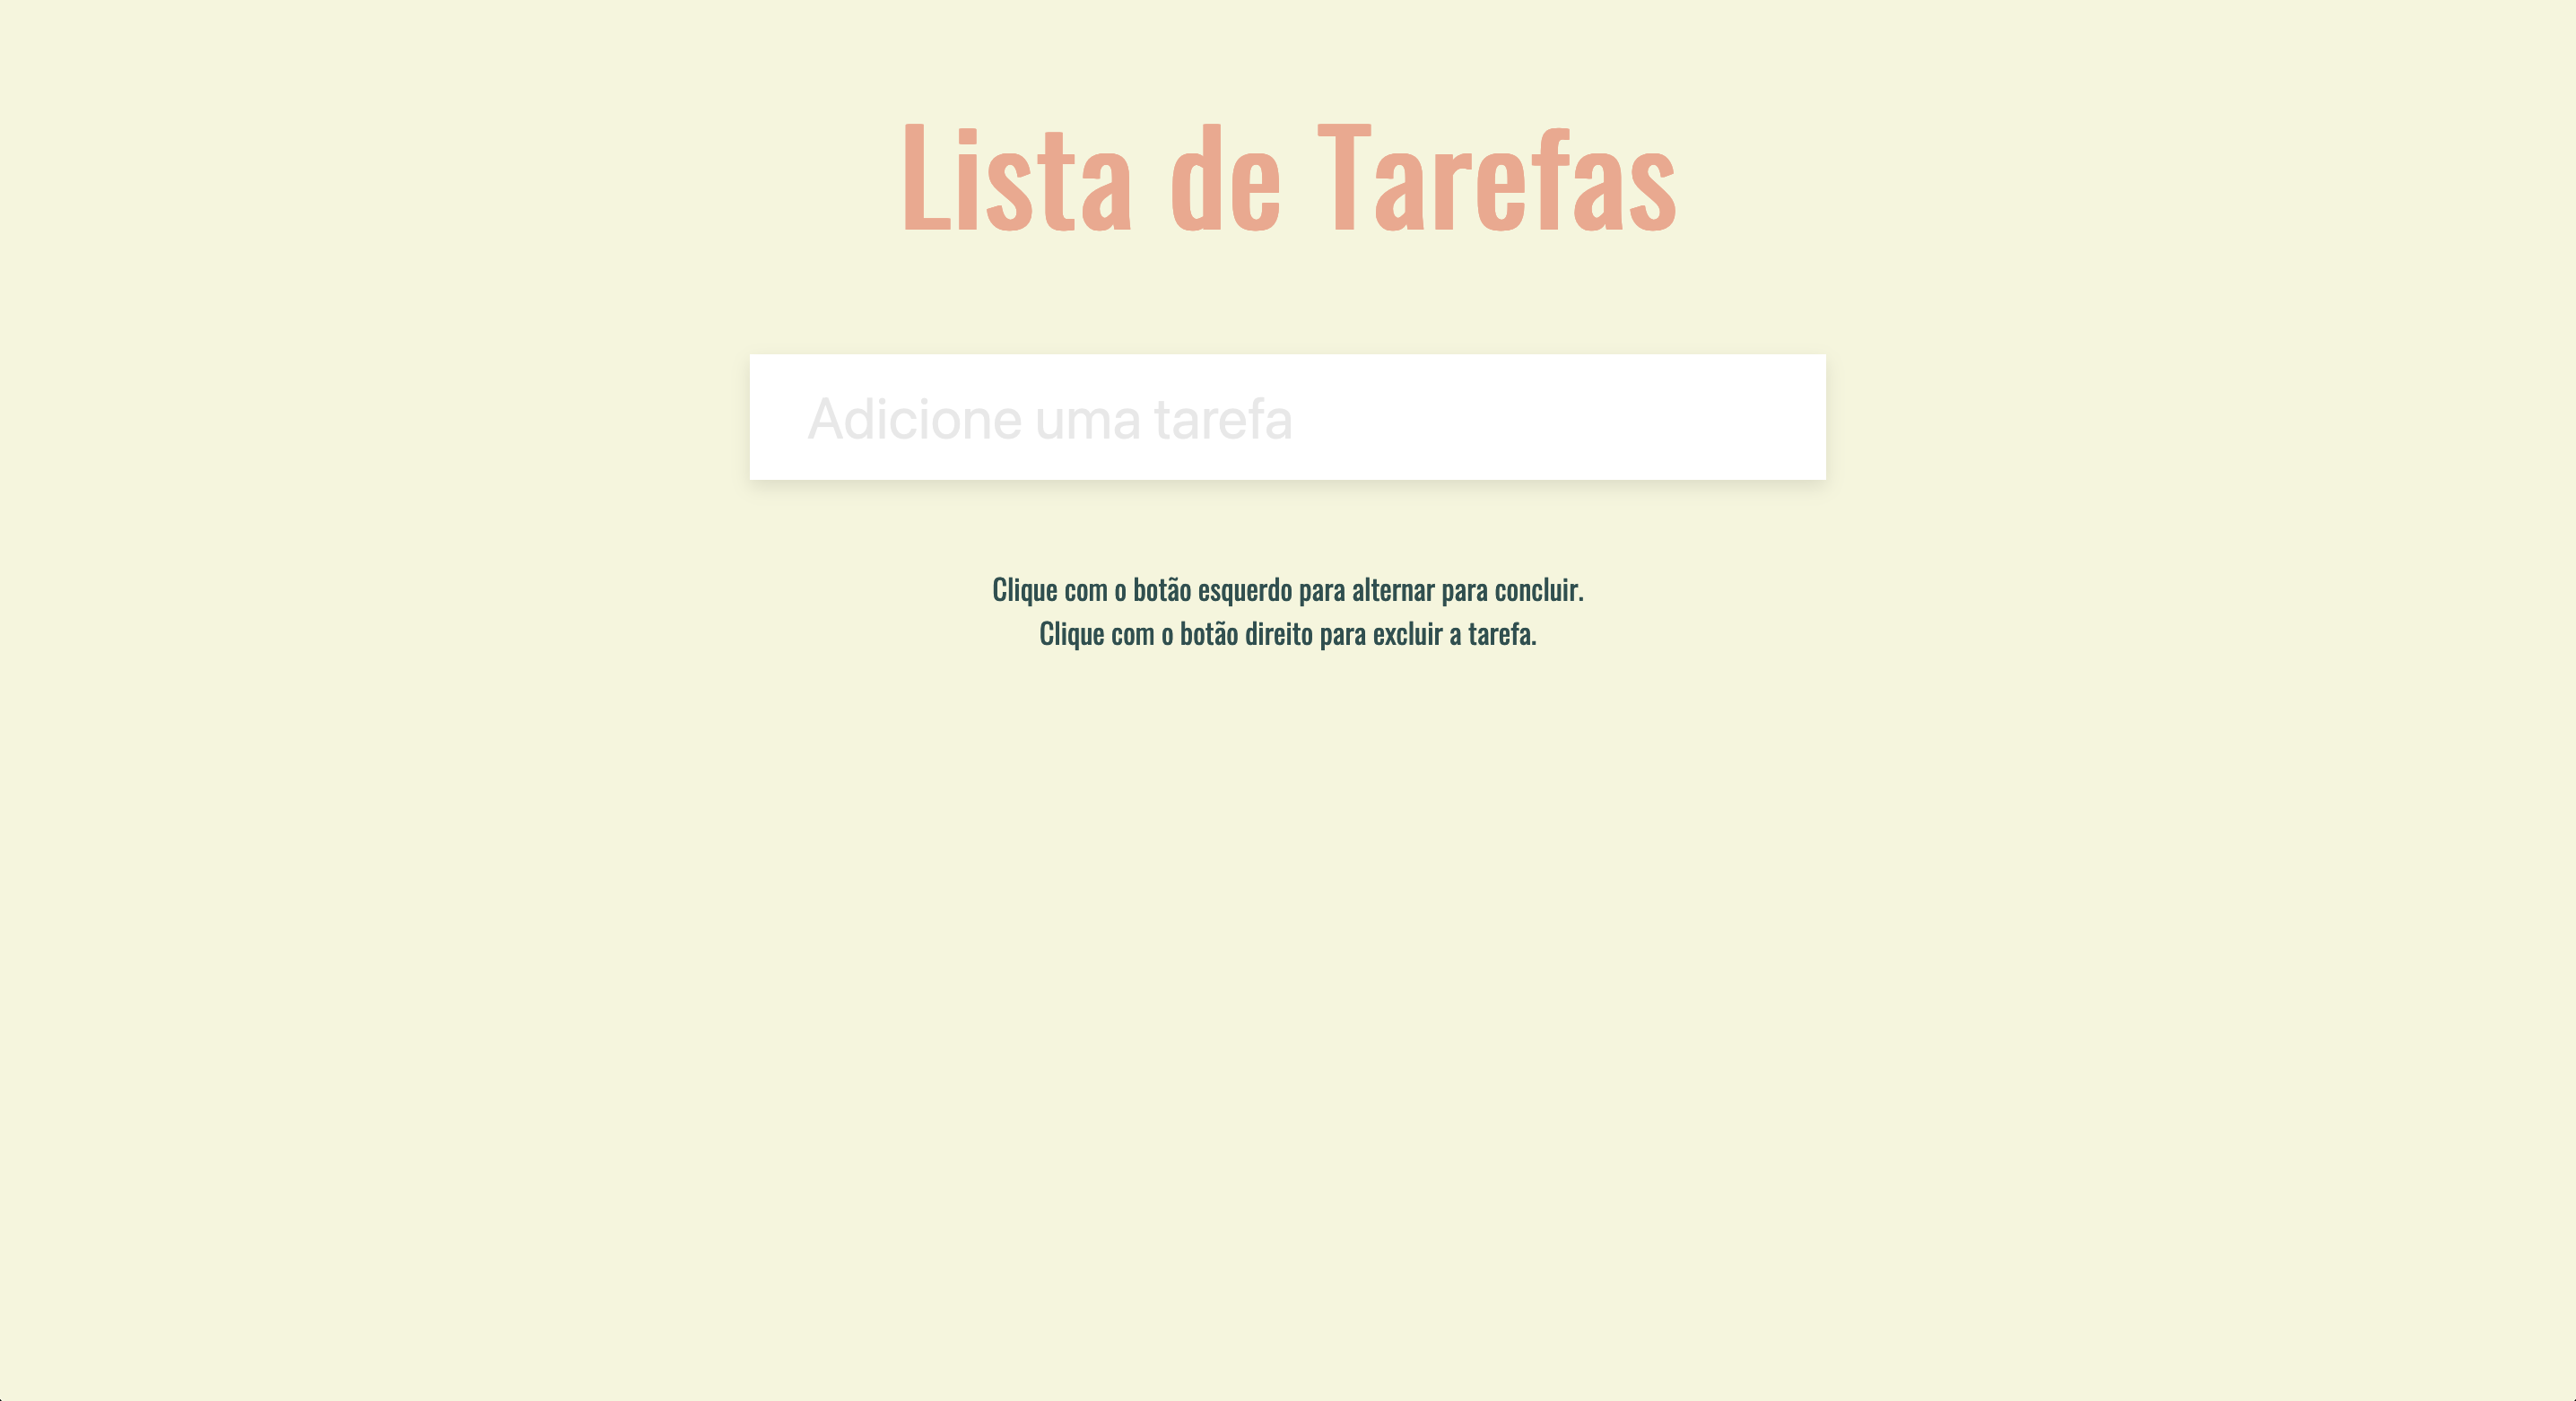 Lista de Tarefas
Adicione uma tarefa
Clique com o botão esquerdo para alternar para concluir.
Clique com o botão direito para excluir a tarefa.